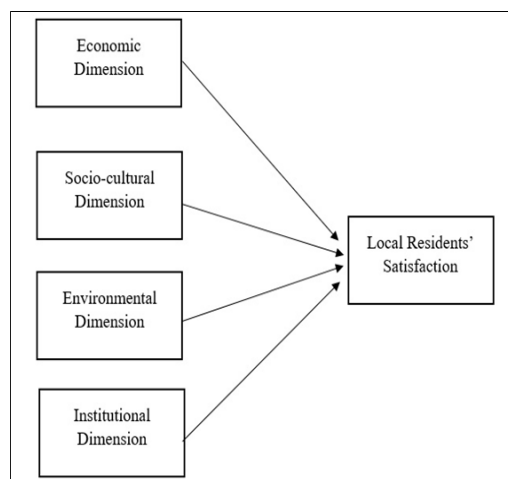 Economic
Dimension
Socio-cultural
Dimension
Local Residents'
Satisfaction
Environmental
Dimension
Institutional
Dimension